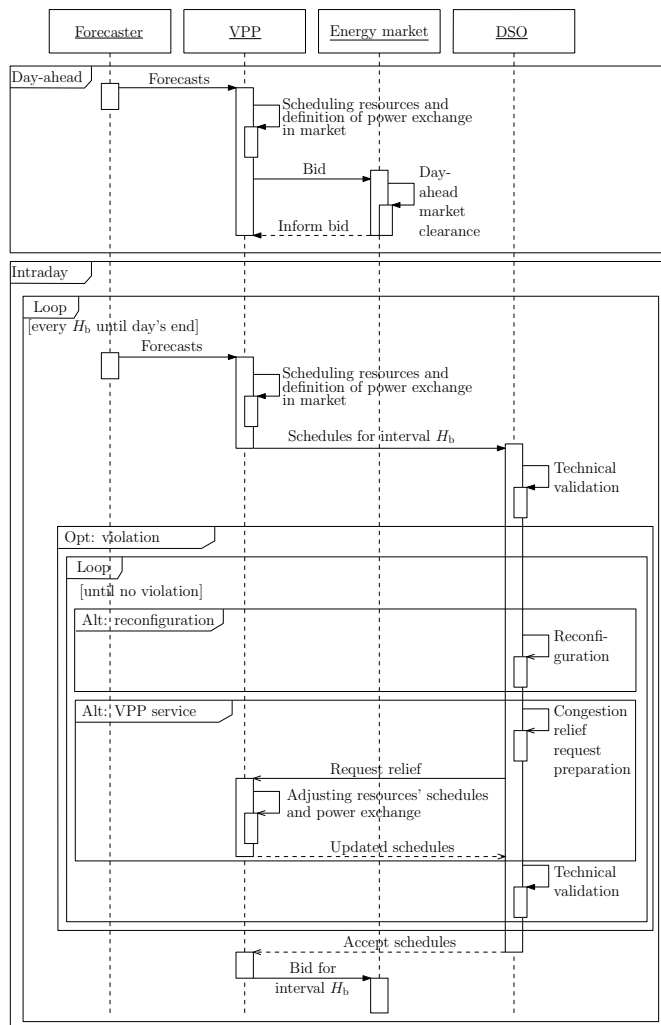 Forecaster
VPP
Energy market
DSO
Day-ahead
Forecasts
Scheduling resources and
definition of power exchange
in market
Bid
Day-
ahead
market
clearance
Inform bid
Intraday
Loop
[every H_b until day's end]
Forecasts
Scheduling resources and
definition of power exchange
in market
Schedules for interval H_b
Technical
validation
Opt: violation
Loop
[until no violation]
Alt: reconfiguration
Reconfi-
guration
Alt: VPP service
Congestion
relief
request
preparation
Request relief
Adjusting resources' schedules
and power exchange
Updated schedules
Technical
validation
Accept schedules
Bid for
interval H_b